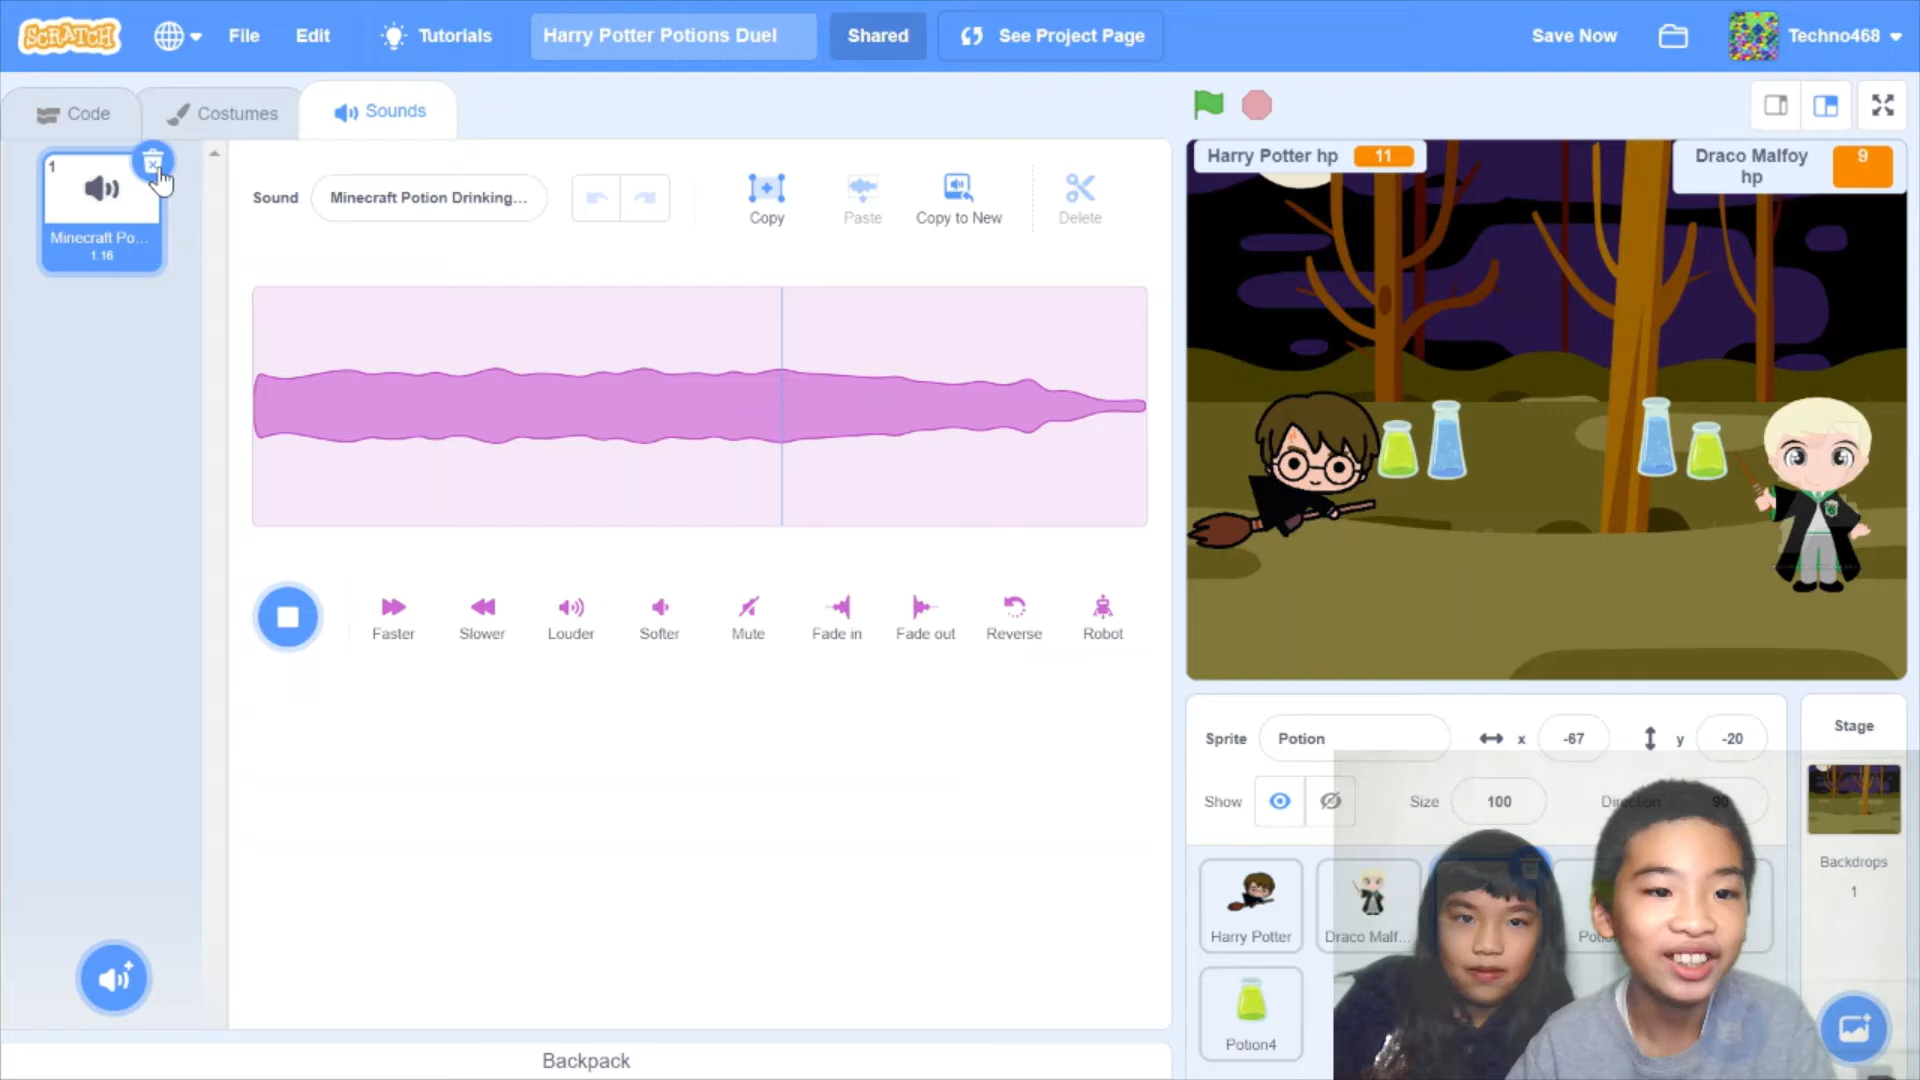 SCRATCH File Edit Tutorials Harry Potter Potions Duel Shared See Project Page Save Now Techno468
Code Costumes Sounds
1
Minecraft Po...
1.16
Sound Minecraft Potion Drinking... Copy Paste Copy to New Delete
Faster Slower Louder Softer Mute Fade in Fade out Reverse Robot
Harry Potter hp 11
Draco Malfoy hp 9
Sprite Potion x -67 y -20
Show Size 100 Direction 90
Harry Potter Draco Malf...
Potion4
Stage
Backdrops
1
Backpack